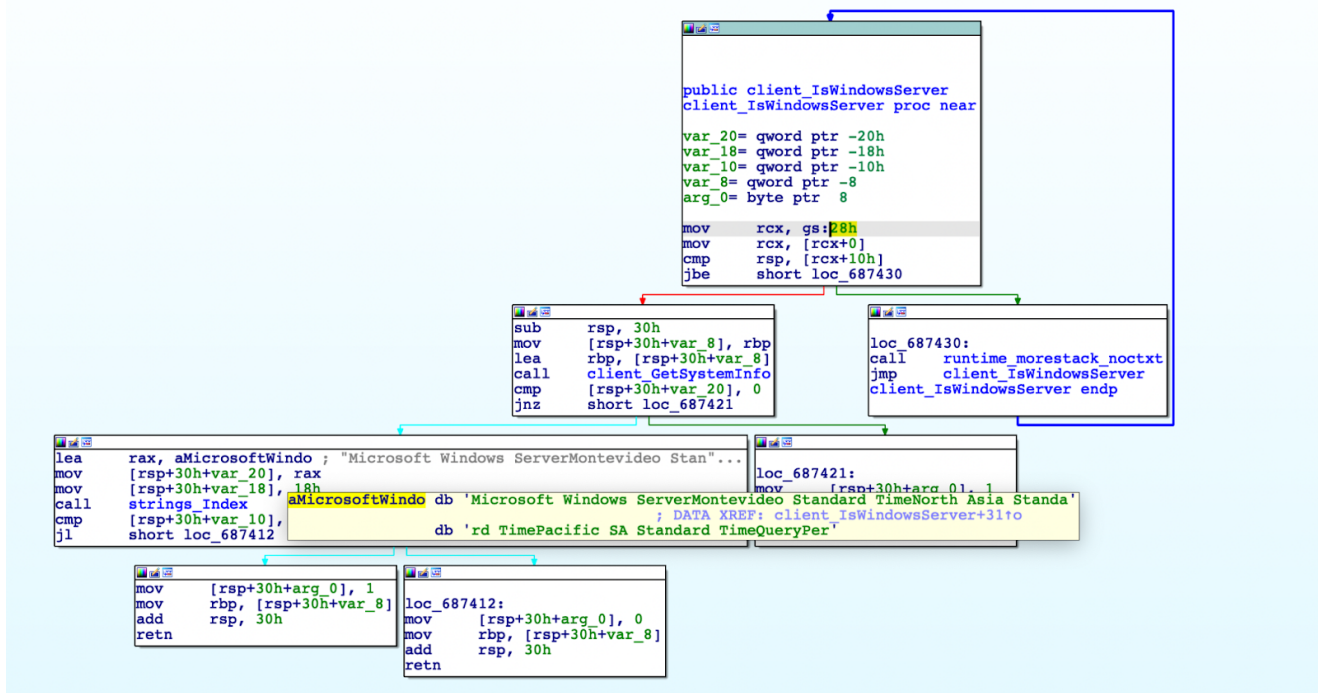 public client_IsWindowsServer
client_IsWindowsServer proc near
var_20= qword ptr -20h
var_18= qword ptr -18h
var_10= qword ptr -10h
var_8= qword ptr -8
arg_0= byte ptr  8
mov rcx, gs:28h
mov rcx, [rcx+0]
cmp rsp, [rcx+10h]
jbe short loc_687430
sub rsp, 30h
mov [rsp+30h+var_8], rbp
lea rbp, [rsp+30h+var_8]
call client_GetSystemInfo
cmp [rsp+30h+var_20], 0
jnz short loc_687421
loc_687430:
call runtime_morestack_noctxt
jmp client_IsWindowsServer
client_IsWindowsServer endp
lea rax, aMicrosoftWindo ; "Microsoft Windows ServerMontevideo Stan"...
mov [rsp+30h+var_20], rax
mov [rsp+30h+var_18], 18h
call strings_Index
cmp [rsp+30h+var_10],
jl short loc_687412
loc_687421:
mov [rsp+30h+arg_0], 1
aMicrosoftWindo db 'Microsoft Windows ServerMontevideo Standard TimeNorth Asia Standa'
; DATA XREF: client_IsWindowsServer+31↑o
db 'rd TimePacific SA Standard TimeQueryPer'
mov [rsp+30h+arg_0], 1
mov rbp, [rsp+30h+var_8]
add rsp, 30h
retn
loc_687412:
mov [rsp+30h+arg_0], 0
mov rbp, [rsp+30h+var_8]
add rsp, 30h
retn